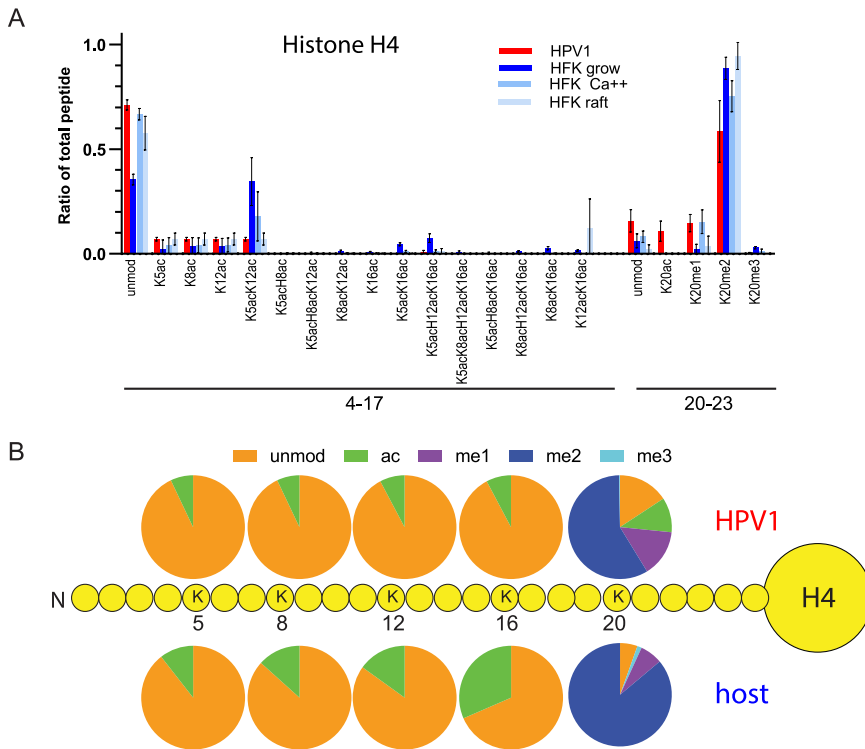 A
Histone H4
HPV1
HFK grow
HFK Ca++
HFK raft
Ratio of total peptide
1.0
0.5
0.0
unmod
K5ac
K8ac
K12ac
K5acK12ac
K5acH8ac
K5acH8acK12ac
K8acK12ac
K16ac
K5acK16ac
K5acH12acK16ac
K5acK8acH12acK16ac
K5acH8acK16ac
K8acH12acK16ac
K8acK16ac
K12acK16ac
unmod
K20ac
K20me1
K20me2
K20me3
4-17
20-23
B
unmod ac me1 me2 me3
HPV1
N K K K K K H4
5 8 12 16 20
host